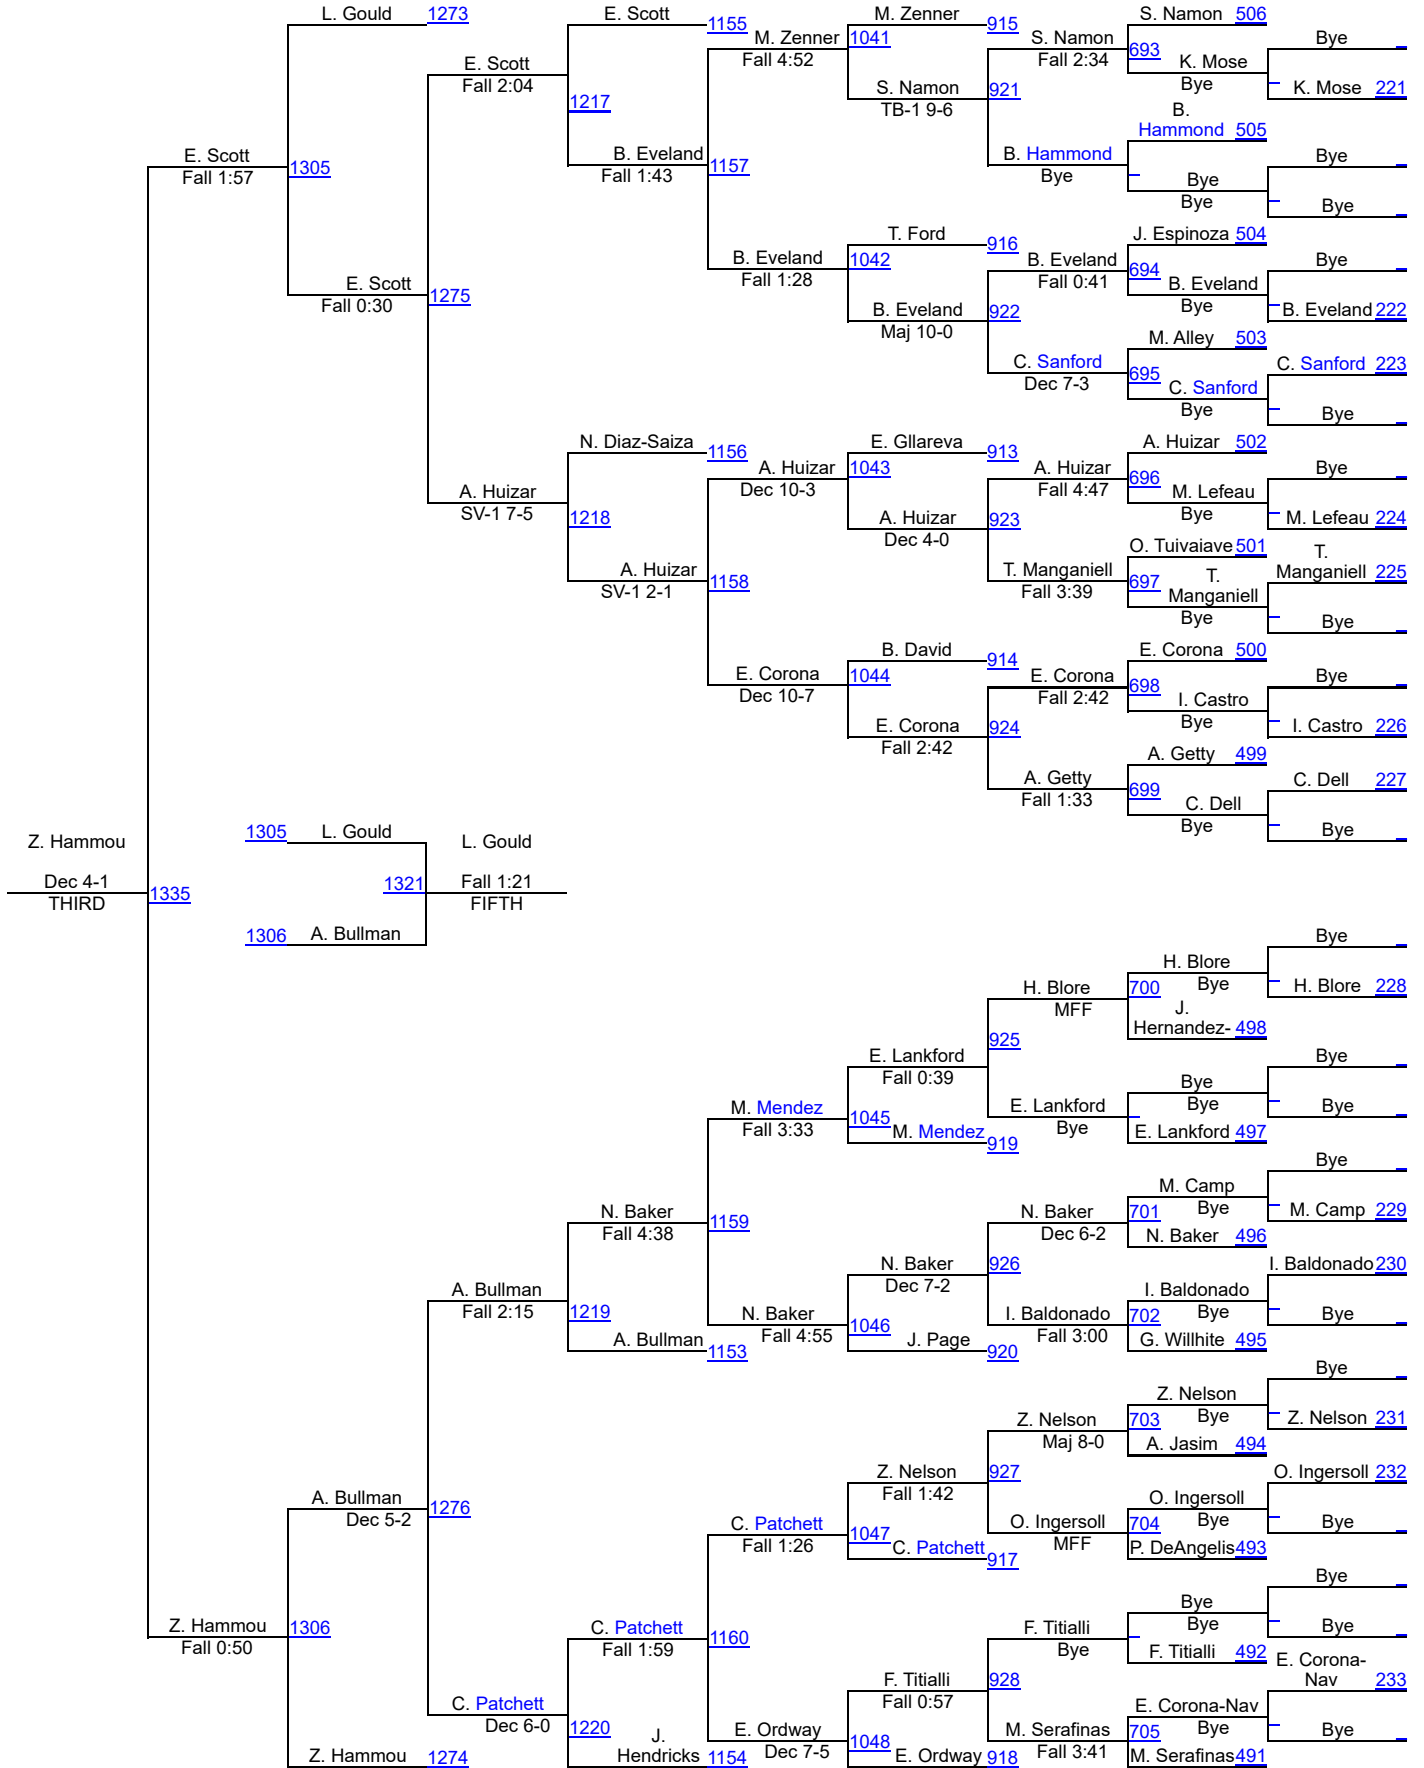 L. Gould 1273
E. Scott 1155
M. Zenner 915
S. Namon 506
M. Zenner 1041
Fall 4:52
S. Namon 693
Fall 2:34
Bye
E. Scott
Fall 2:04
K. Mose
Bye
K. Mose 221
S. Namon 921
TB-1 9-6
1217
B.
Hammond 505
E. Scott 1305
Fall 1:57
B. Eveland 1157
Fall 1:43
B. Hammond
Bye
Bye
Bye
Bye
Bye
T. Ford 916
J. Espinoza 504
B. Eveland 1042
Fall 1:28
B. Eveland 694
Fall 0:41
Bye
E. Scott 1275
Fall 0:30
B. Eveland
Bye
B. Eveland 222
B. Eveland 922
Maj 10-0
M. Alley 503
C. Sanford 695
Dec 7-3
C. Sanford 223
C. Sanford
Bye
Bye
N. Diaz-Saiza 1156
E. Gllareva 913
A. Huizar 502
A. Huizar 1043
Dec 10-3
A. Huizar 696
Fall 4:47
Bye
A. Huizar
SV-1 7-5
M. Lefeau
Bye
M. Lefeau 224
1218
A. Huizar 923
Dec 4-0
O. Tuivaiave 501
T.
Manganiell 225
A. Huizar 1158
SV-1 2-1
T. Manganiell 697
Fall 3:39
T.
Manganiell
Bye
Bye
B. David 914
E. Corona 500
E. Corona 1044
Dec 10-7
E. Corona 698
Fall 2:42
Bye
I. Castro
Bye
I. Castro 226
E. Corona 924
Fall 2:42
A. Getty 499
A. Getty 699
Fall 1:33
C. Dell 227
C. Dell
Bye
Bye
Z. Hammou
1305 L. Gould
L. Gould
Dec 4-1
THIRD
1335
1321
Fall 1:21
FIFTH
1306 A. Bullman
Bye
H. Blore
Bye
H. Blore 700
MFF
H. Blore 228
J.
Hernandez- 498
925
E. Lankford
Fall 0:39
Bye
Bye
Bye
Bye
M. Mendez 1045
Fall 3:33
E. Lankford
Bye
M. Mendez 919
E. Lankford 497
Bye
M. Camp
Bye
N. Baker 1159
Fall 4:38
N. Baker 701
Dec 6-2
M. Camp 229
N. Baker 496
N. Baker 926
Dec 7-2
I. Baldonado 230
A. Bullman
Fall 2:15
I. Baldonado
Bye
1219
N. Baker 1046
Fall 4:55
I. Baldonado 702
Fall 3:00
Bye
A. Bullman 1153
J. Page 920
G. Willhite 495
Bye
Z. Nelson
Bye
Z. Nelson 703
Maj 8-0
Z. Nelson 231
A. Jasim 494
Z. Nelson 927
Fall 1:42
O. Ingersoll 232
A. Bullman 1276
Dec 5-2
O. Ingersoll
Bye
C. Patchett 1047
Fall 1:26
O. Ingersoll 704
MFF
Bye
C. Patchett 917
P. DeAngelis 493
Bye
Bye
Bye
Z. Hammou 1306
Fall 0:50
C. Patchett 1160
Fall 1:59
F. Titialli
Bye
Bye
F. Titialli 492
E. Corona-
Nav 233
F. Titialli 928
Fall 0:57
C. Patchett
Dec 6-0
E. Corona-Nav
Bye
1220
E. Ordway 1048
Dec 7-5
M. Serafinas 705
Fall 3:41
Bye
Z. Hammou 1274
J.
Hendricks 1154
E. Ordway 918
M. Serafinas 491